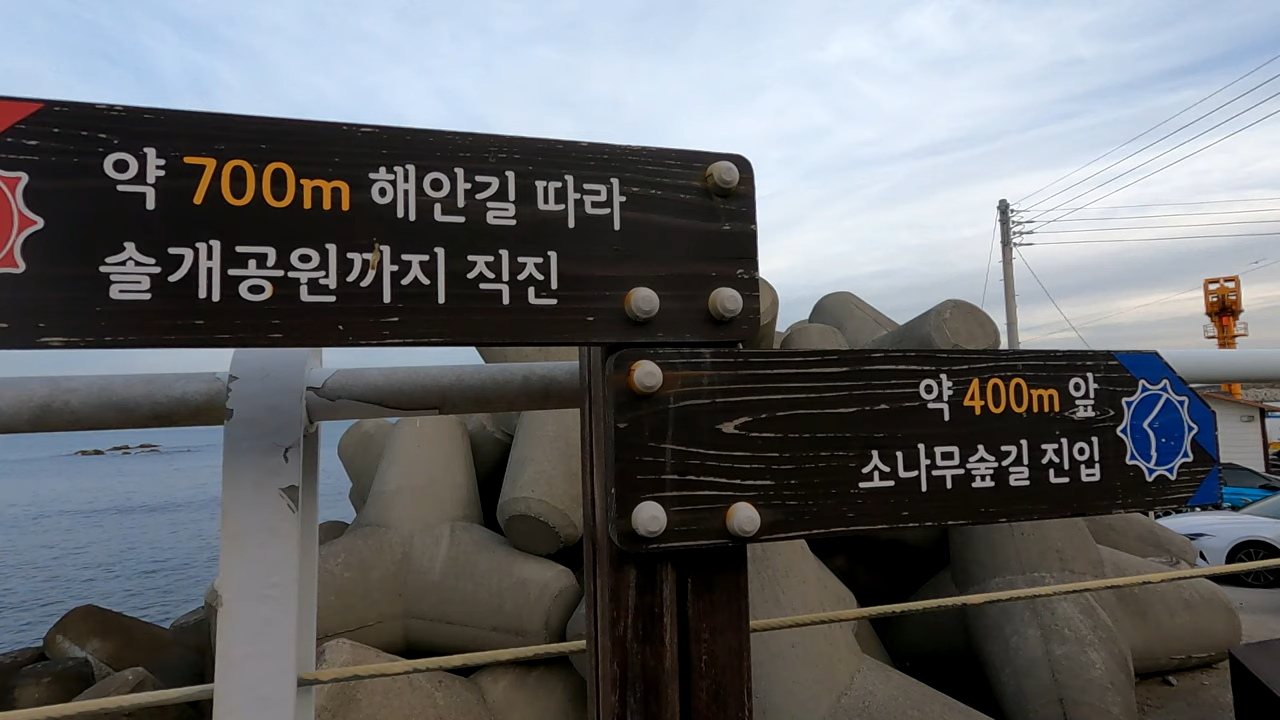 약 700m 해안길 따라
솔개공원까지 직진
약 400m 앞
소나무숲길 진입